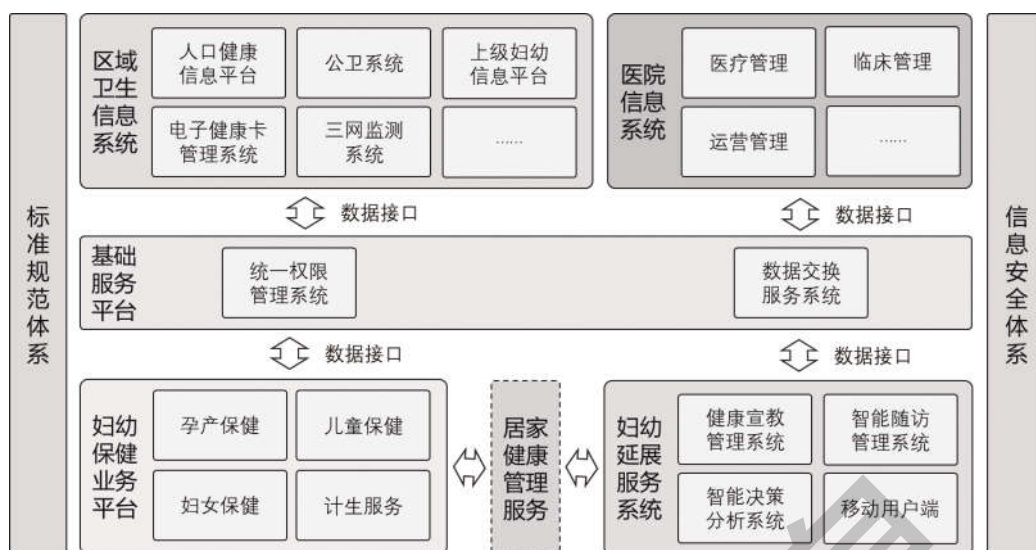 标准规范体系
区域
卫生
信息
系统
人口健康
信息平台
公卫系统
上级妇幼
信息平台
电子健康卡
管理系统
三网监测
系统
……
医院
信息
系统
医疗管理
临床管理
运营管理
……
数据接口
数据接口
基础
服务
平台
统一权限
管理系统
数据交换
服务系统
数据接口
数据接口
妇幼
保健
业务
平台
孕产保健
儿童保健
妇女保健
计生服务
居家
健康
管理
服务
妇幼
延展
服务
系统
健康宣教
管理系统
智能随访
管理系统
智能决策
分析系统
移动用户端
信息安全体系